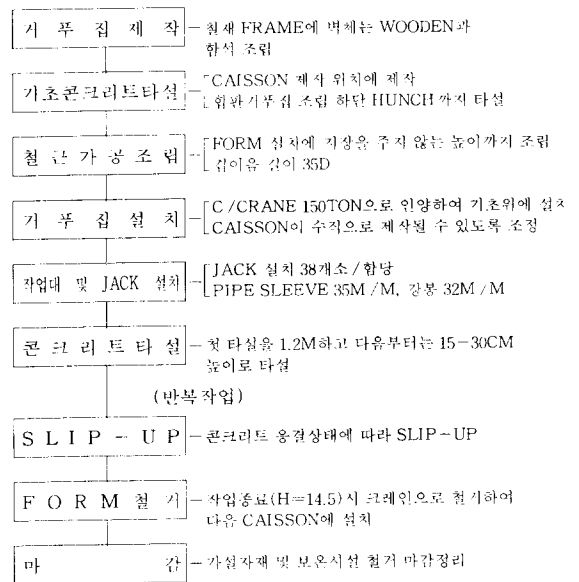 거 푸 집 제 작
철재 FRAME에 벽체는 WOODEN과
함석 조립
기초콘크리트타설
CAISSON 제작 위치에 제작
합판거푸집 조립 하단 HUNCH까지 타설
철 근 가 공 조 립
FORM 설치에 지장을 주지 않는 높이까지 조립
겹이음 길이 35D
거 푸 집 설 치
C/CRANE 150TON으로 인양하여 기초위에 설치
CAISSON이 수직으로 제작될 수 있도록 조정
작업대 및 JACK 설치
JACK 설치 38개소/함당
PIPE SLEEVE 35M/M, 강봉 32M/M
콘 크 리 트 타 설
첫 타설을 1.2M하고 다음부터는 15-30CM
높이로 타설
(반복작업)
S L I P - U P
콘크리트 응결상태에 따라 SLIP-UP
F O R M 철 거
작업종료(H=14.5)시 크레인으로 철거하여
다음 CAISSON에 설치
마 감
가설자재 및 보온시설 철거 마감정리